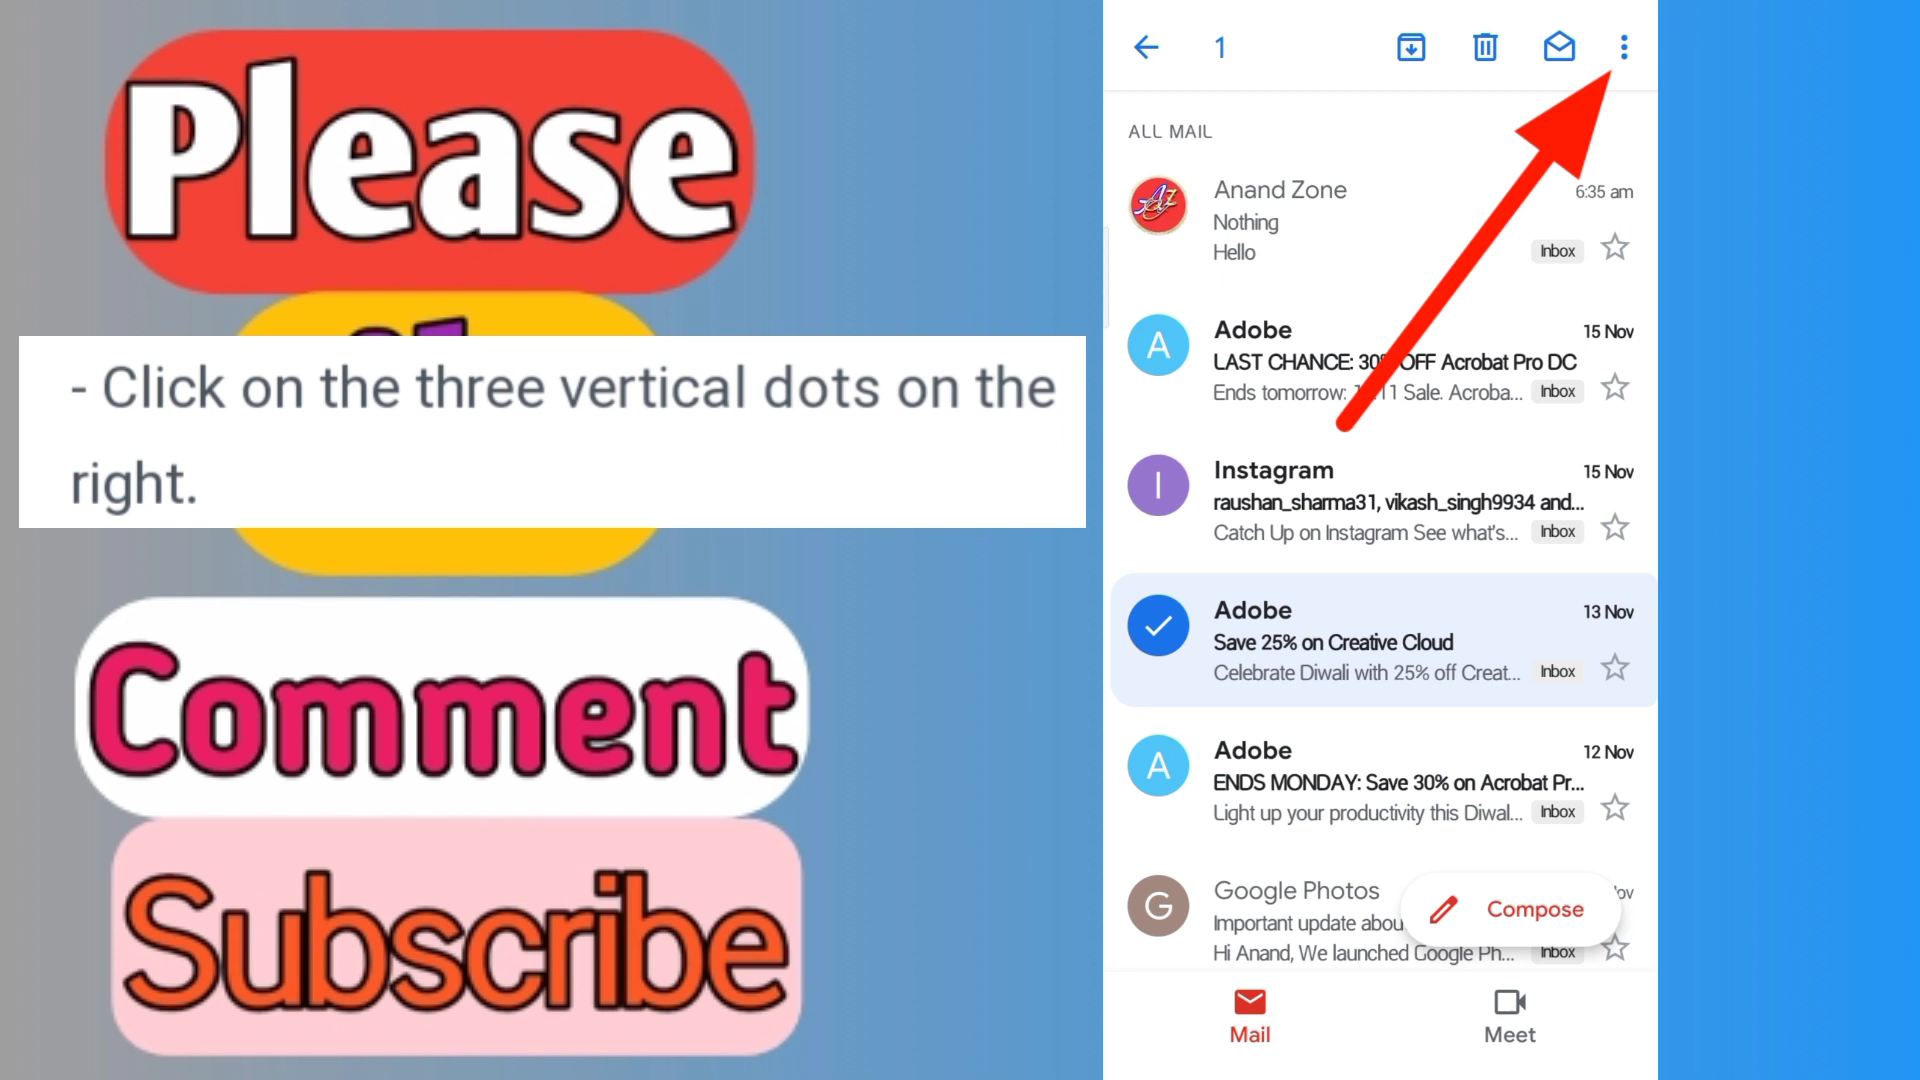 Please
- Click on the three vertical dots on the
right.
Comment
Subscribe
1
ALL MAIL
Anand Zone 6:35 am
Nothing
Hello Inbox
A Adobe 15 Nov
LAST CHANCE: 30% OFF Acrobat Pro DC
Ends tomorrow: 11 Sale. Acroba... Inbox
I Instagram 15 Nov
raushan_sharma31, vikash_singh9934 and...
Catch Up on Instagram See what's... Inbox
Adobe 13 Nov
Save 25% on Creative Cloud
Celebrate Diwali with 25% off Creat... Inbox
A Adobe 12 Nov
ENDS MONDAY: Save 30% on Acrobat Pr...
Light up your productivity this Diwal... Inbox
G Google Photos
Important update abou
Hi Anand, We launched Google Ph... Inbox
Compose
Mail Meet